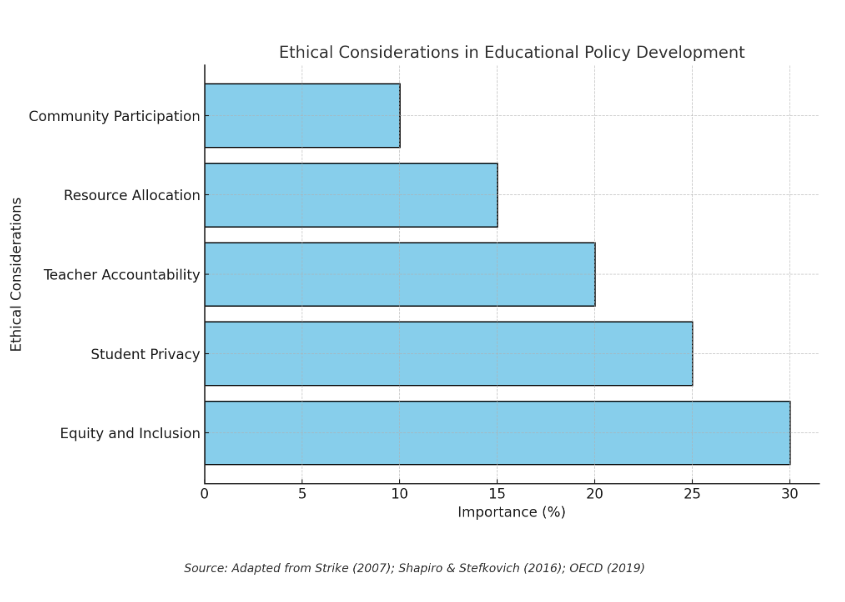 Ethical Considerations in Educational Policy Development
Community Participation
Resource Allocation
Teacher Accountability
Student Privacy
Equity and Inclusion
Ethical Considerations
0 5 10 15 20 25 30
Importance (%)
Source: Adapted from Strike (2007); Shapiro & Stefkovich (2016); OECD (2019)